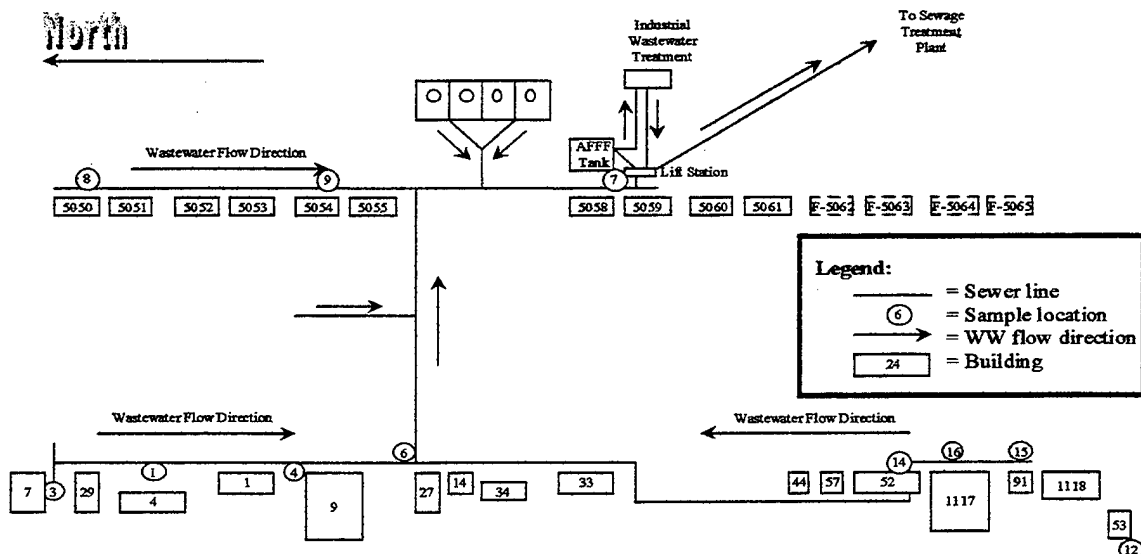 North
To Sewage
Treatment
Plant
Industrial
Wastewater
Treatment
O O O O
Wastewater Flow Direction
AFFF
Tank
Lift Station
8 9 7
5050 5051 5052 5053 5054 5055 5058 5059 5060 5061 F-5062 F-5063 F-5064 F-5065
Legend:
= Sewer line
6 = Sample location
= WW flow direction
24 = Building
Wastewater Flow Direction
Wastewater Flow Direction
6 16 15
14
7 3 29 1 4 1 4 9 27 14 34 33 44 57 52 1117 91 1118
53
12